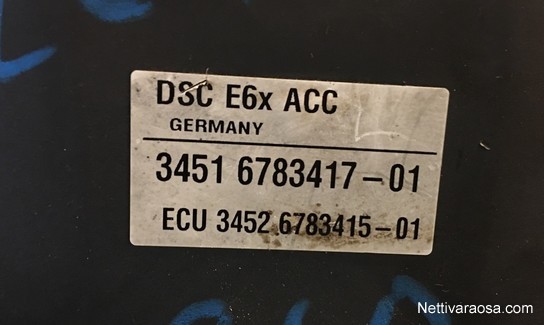 DSC E6x ACC
GERMANY
3451 6783417-01
ECU 3452 6783415-01
Nettivaraosa.com